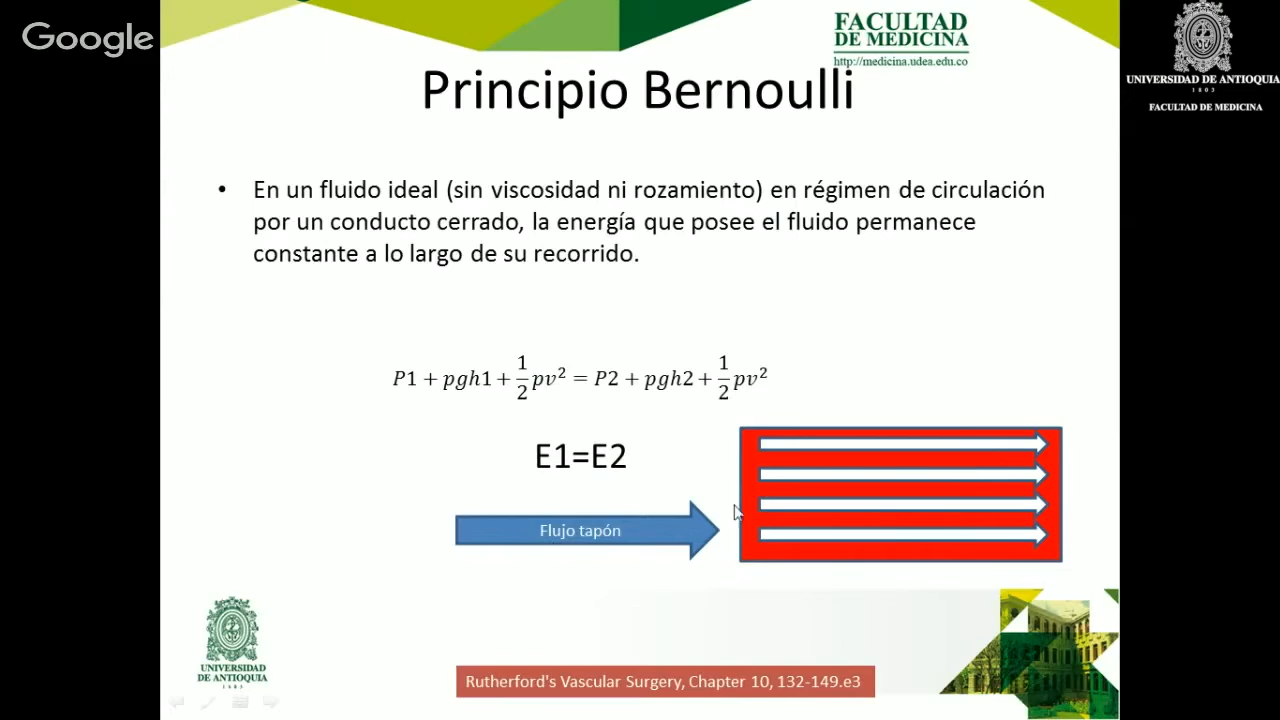 Google
FACULTAD
DE MEDICINA
http://medicina.udea.edu.co
UNIVERSIDAD DE ANTIOQUIA
1803
FACULTAD DE MEDICINA
Principio Bernoulli
• En un fluido ideal (sin viscosidad ni rozamiento) en régimen de circulación
por un conducto cerrado, la energía que posee el fluido permanece
constante a lo largo de su recorrido.
P1 + pgh1 + 1/2 pv² = P2 + pgh2 + 1/2 pv²
E1=E2
Flujo tapón
UNIVERSIDAD
DE ANTIOQUIA
1803
Rutherford's Vascular Surgery, Chapter 10, 132-149.e3